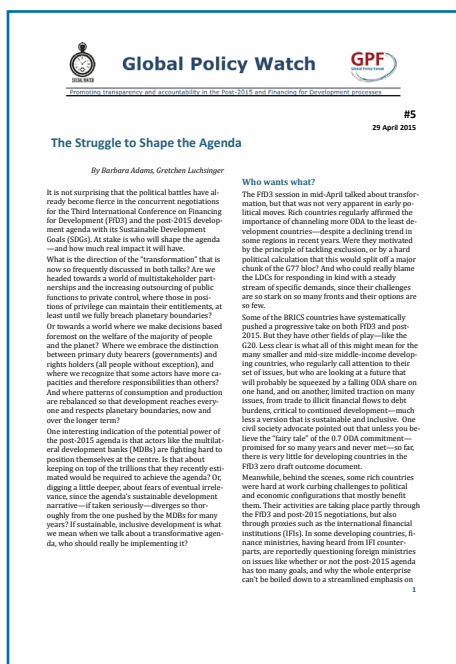 SOCIAL WATCH
Global Policy Watch
GPF
Global Policy Forum
Promoting transparency and accountability in the Post-2015 and Financing for Development processes
#5
29 April 2015
The Struggle to Shape the Agenda
By Barbara Adams, Gretchen Luchsinger
It is not surprising that the political battles have al-
ready become fierce in the concurrent negotiations
for the Third International Conference on Financing
for Development (FfD3) and the post-2015 develop-
ment agenda with its Sustainable Development
Goals (SDGs). At stake is who will shape the agenda
—and how much real impact it will have.
What is the direction of the "transformation" that is
now so frequently discussed in both talks? Are we
headed towards a world of multistakeholder part-
nerships and the increasing outsourcing of public
functions to private control, where those in posi-
tions of privilege can maintain their entitlements, at
least until we fully breach planetary boundaries?
Or towards a world where we make decisions based
foremost on the welfare of the majority of people
and the planet? Where we embrace the distinction
between primary duty bearers (governments) and
rights holders (all people without exception), and
where we recognize that some actors have more ca-
pacities and therefore responsibilities than others?
And where patterns of consumption and production
are rebalanced so that development reaches every-
one and respects planetary boundaries, now and
over the longer term?
One interesting indication of the potential power of
the post-2015 agenda is that actors like the multilat-
eral development banks (MDBs) are fighting hard to
position themselves at the centre. Is that about
keeping on top of the trillions that they recently esti-
mated would be required to achieve the agenda? Or,
digging a little deeper, about fears of eventual irrele-
vance, since the agenda's sustainable development
narrative—if taken seriously—diverges so thor-
oughly from the one pushed by the MDBs for many
years? If sustainable, inclusive development is what
we mean when we talk about a transformative agen-
da, who should really be implementing it?
Who wants what?
The FfD3 session in mid-April talked about transfor-
mation, but that was not very apparent in early po-
litical moves. Rich countries regularly affirmed the
importance of channeling more ODA to the least de-
velopment countries—despite a declining trend in
some regions in recent years. Were they motivated
by the principle of tackling exclusion, or by a hard
political calculation that this would split off a major
chunk of the G77 bloc? And who could really blame
the LDCs for responding in kind with a steady
stream of specific demands, since their challenges
are so stark on so many fronts and their options are
so few.
Some of the BRICS countries have systematically
pushed a progressive take on both FfD3 and post-
2015. But they have other fields of play—like the
G20. Less clear is what all of this might mean for the
many smaller and mid-size middle-income develop-
ing countries, who regularly call attention to their
set of issues, but who are looking at a future that
will probably be squeezed by a falling ODA share on
one hand, and on another, limited traction on many
issues, from trade to illicit financial flows to debt
burdens, critical to continued development—much
less a version that is sustainable and inclusive. One
civil society advocate pointed out that unless you be-
lieve the "fairy tale" of the 0.7 ODA commitment—
promised for so many years and never met—so far,
there is very little for developing countries in the
FfD3 zero draft outcome document.
Meanwhile, behind the scenes, some rich countries
were hard at work curbing challenges to political
and economic configurations that mostly benefit
them. Their activities are taking place partly through
the FfD3 and post-2015 negotiations, but also
through proxies such as the international financial
institutions (IFIs). In some developing countries, fi-
nance ministries, having heard from IFI counter-
parts, are reportedly questioning foreign ministries
on issues like whether or not the post-2015 agenda
has too many goals, and why the whole enterprise
can't be boiled down to a streamlined emphasis on
1